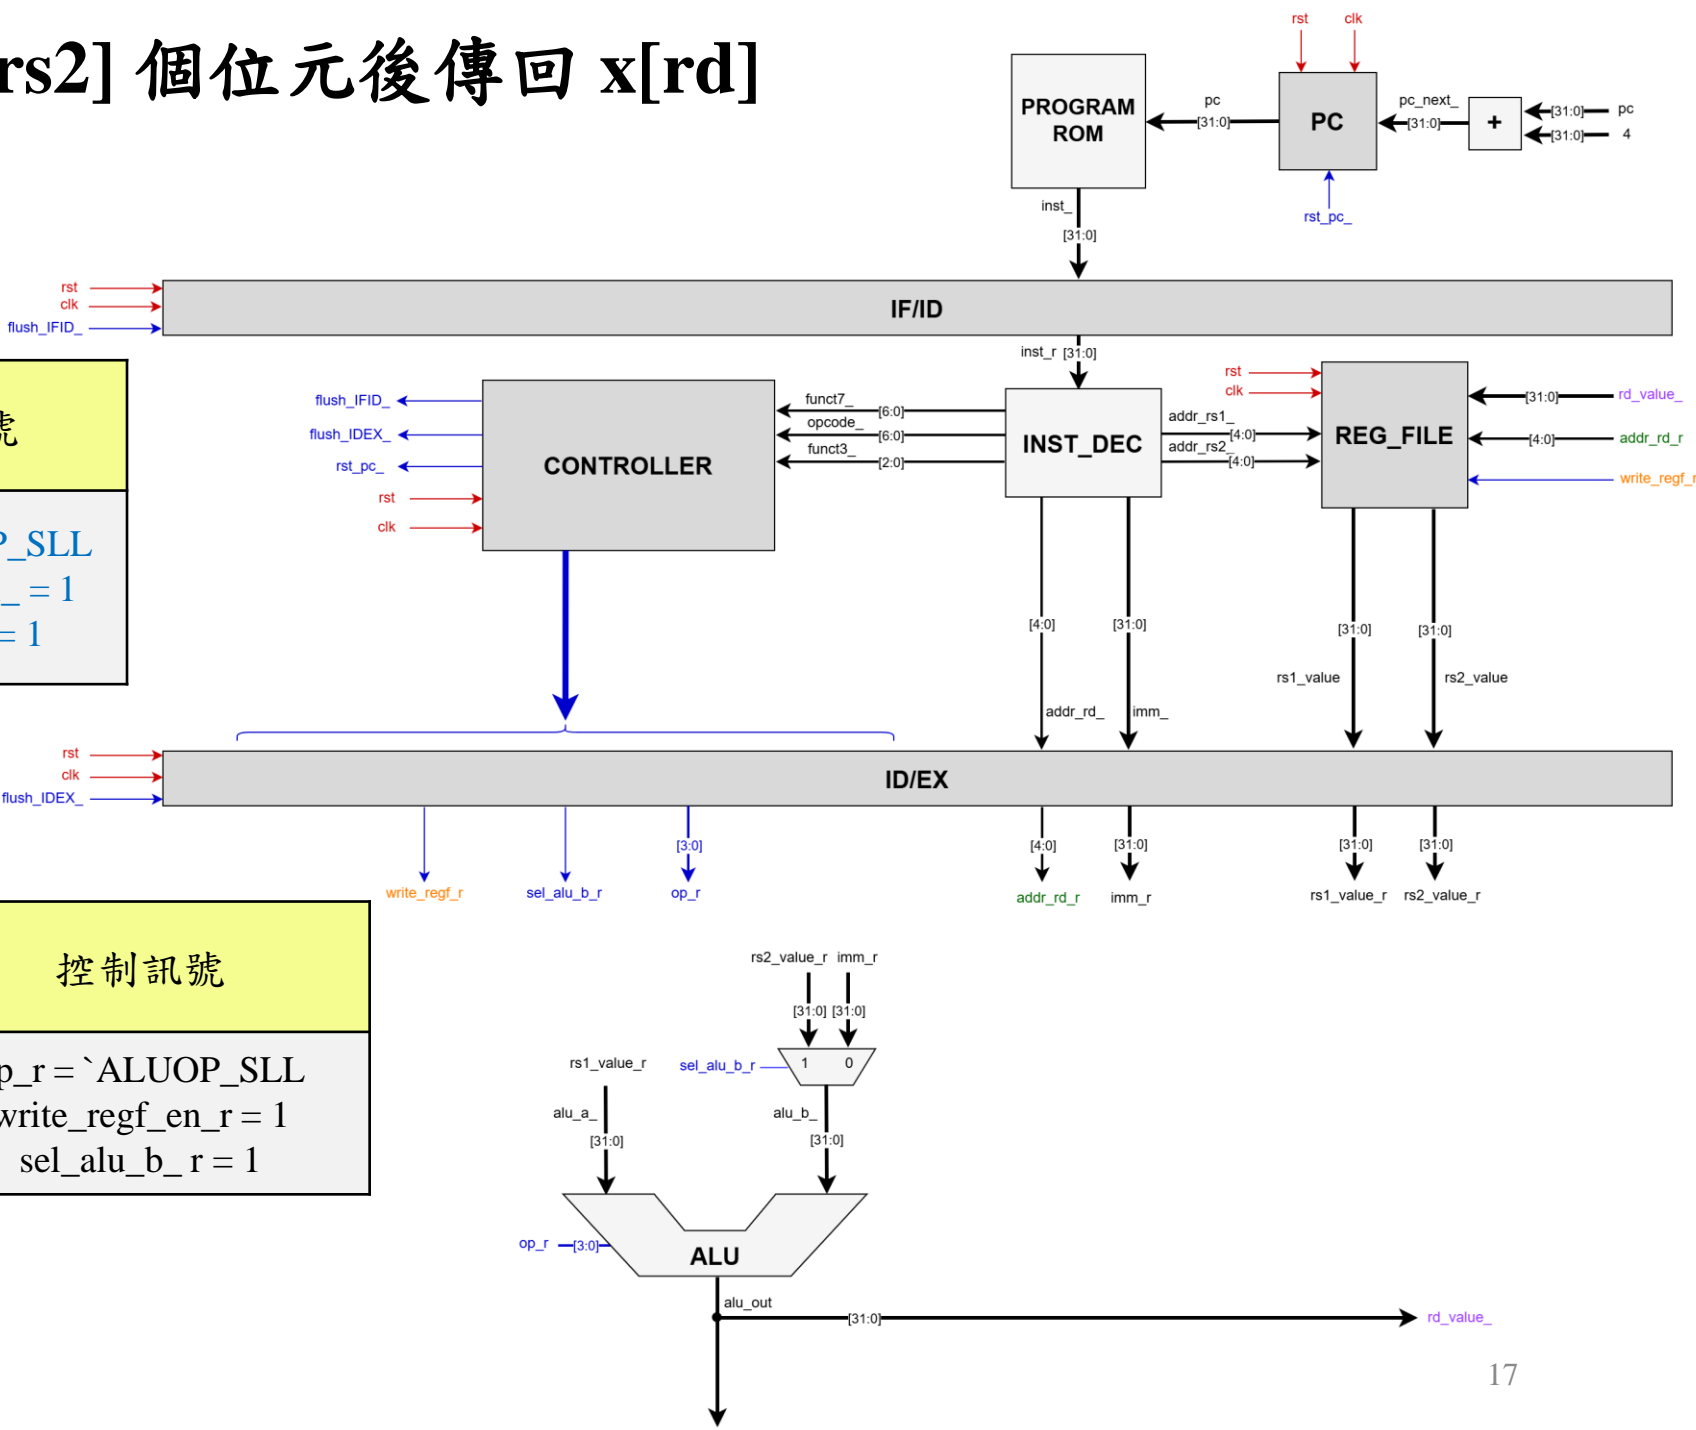 rs2] 個位元後傳回 x[rd]
rst clk
PROGRAM
ROM
pc
[31:0]
PC
pc_next_
[31:0]
+
[31:0] pc
[31:0] 4
rst_pc_
inst_
[31:0]
rst
clk
flush_IFID_
IF/ID
inst_r [31:0]
號
P_SLL
_ = 1
= 1
flush_IFID_
flush_IDEX_
rst_pc_
rst
clk
CONTROLLER
funct7_
[6:0]
opcode_
[6:0]
funct3_
[2:0]
INST_DEC
addr_rs1_
[4:0]
addr_rs2_
[4:0]
rst
clk
REG_FILE
[31:0] rd_value_
[4:0] addr_rd_r
write_regf_r
[4:0] [31:0] [31:0] [31:0]
rs1_value rs2_value
addr_rd_ imm_
rst
clk
flush_IDEX_
ID/EX
[3:0] [4:0] [31:0] [31:0] [31:0]
write_regf_r sel_alu_b_r op_r addr_rd_r imm_r rs1_value_r rs2_value_r
控制訊號
p_r = `ALUOP_SLL
write_regf_en_r = 1
sel_alu_b_ r = 1
rs2_value_r imm_r
[31:0] [31:0]
rs1_value_r
sel_alu_b_r
1 0
alu_a_
[31:0]
alu_b_
[31:0]
op_r [3:0]
ALU
alu_out
[31:0]
rd_value_
17